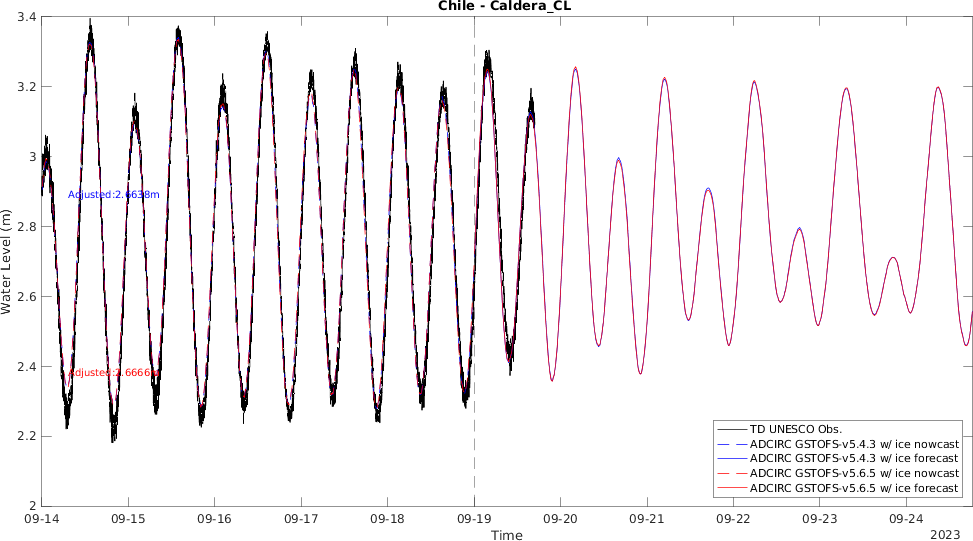 Chile - Caldera_CL
3.4
3.2
3
2.8
2.6
2.4
2.2
2
Water Level (m)
Adjusted:2.6638m
Adjusted:2.6666m
TD UNESCO Obs.
ADCIRC GSTOFS-v5.4.3 w/ ice nowcast
ADCIRC GSTOFS-v5.4.3 w/ ice forecast
ADCIRC GSTOFS-v5.6.5 w/ ice nowcast
ADCIRC GSTOFS-v5.6.5 w/ ice forecast
09-14 09-15 09-16 09-17 09-18 09-19 09-20 09-21 09-22 09-23 09-24
Time
2023